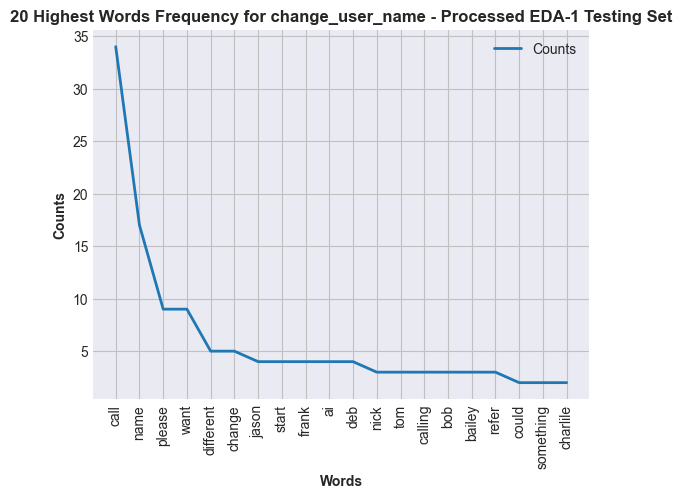 20 Highest Words Frequency for change_user_name - Processed EDA-1 Testing Set
Counts
35
30
25
20
15
10
5
Counts
call
name
please
want
different
change
jason
start
frank
ai
deb
nick
tom
calling
bob
bailey
refer
could
something
charlile
Words